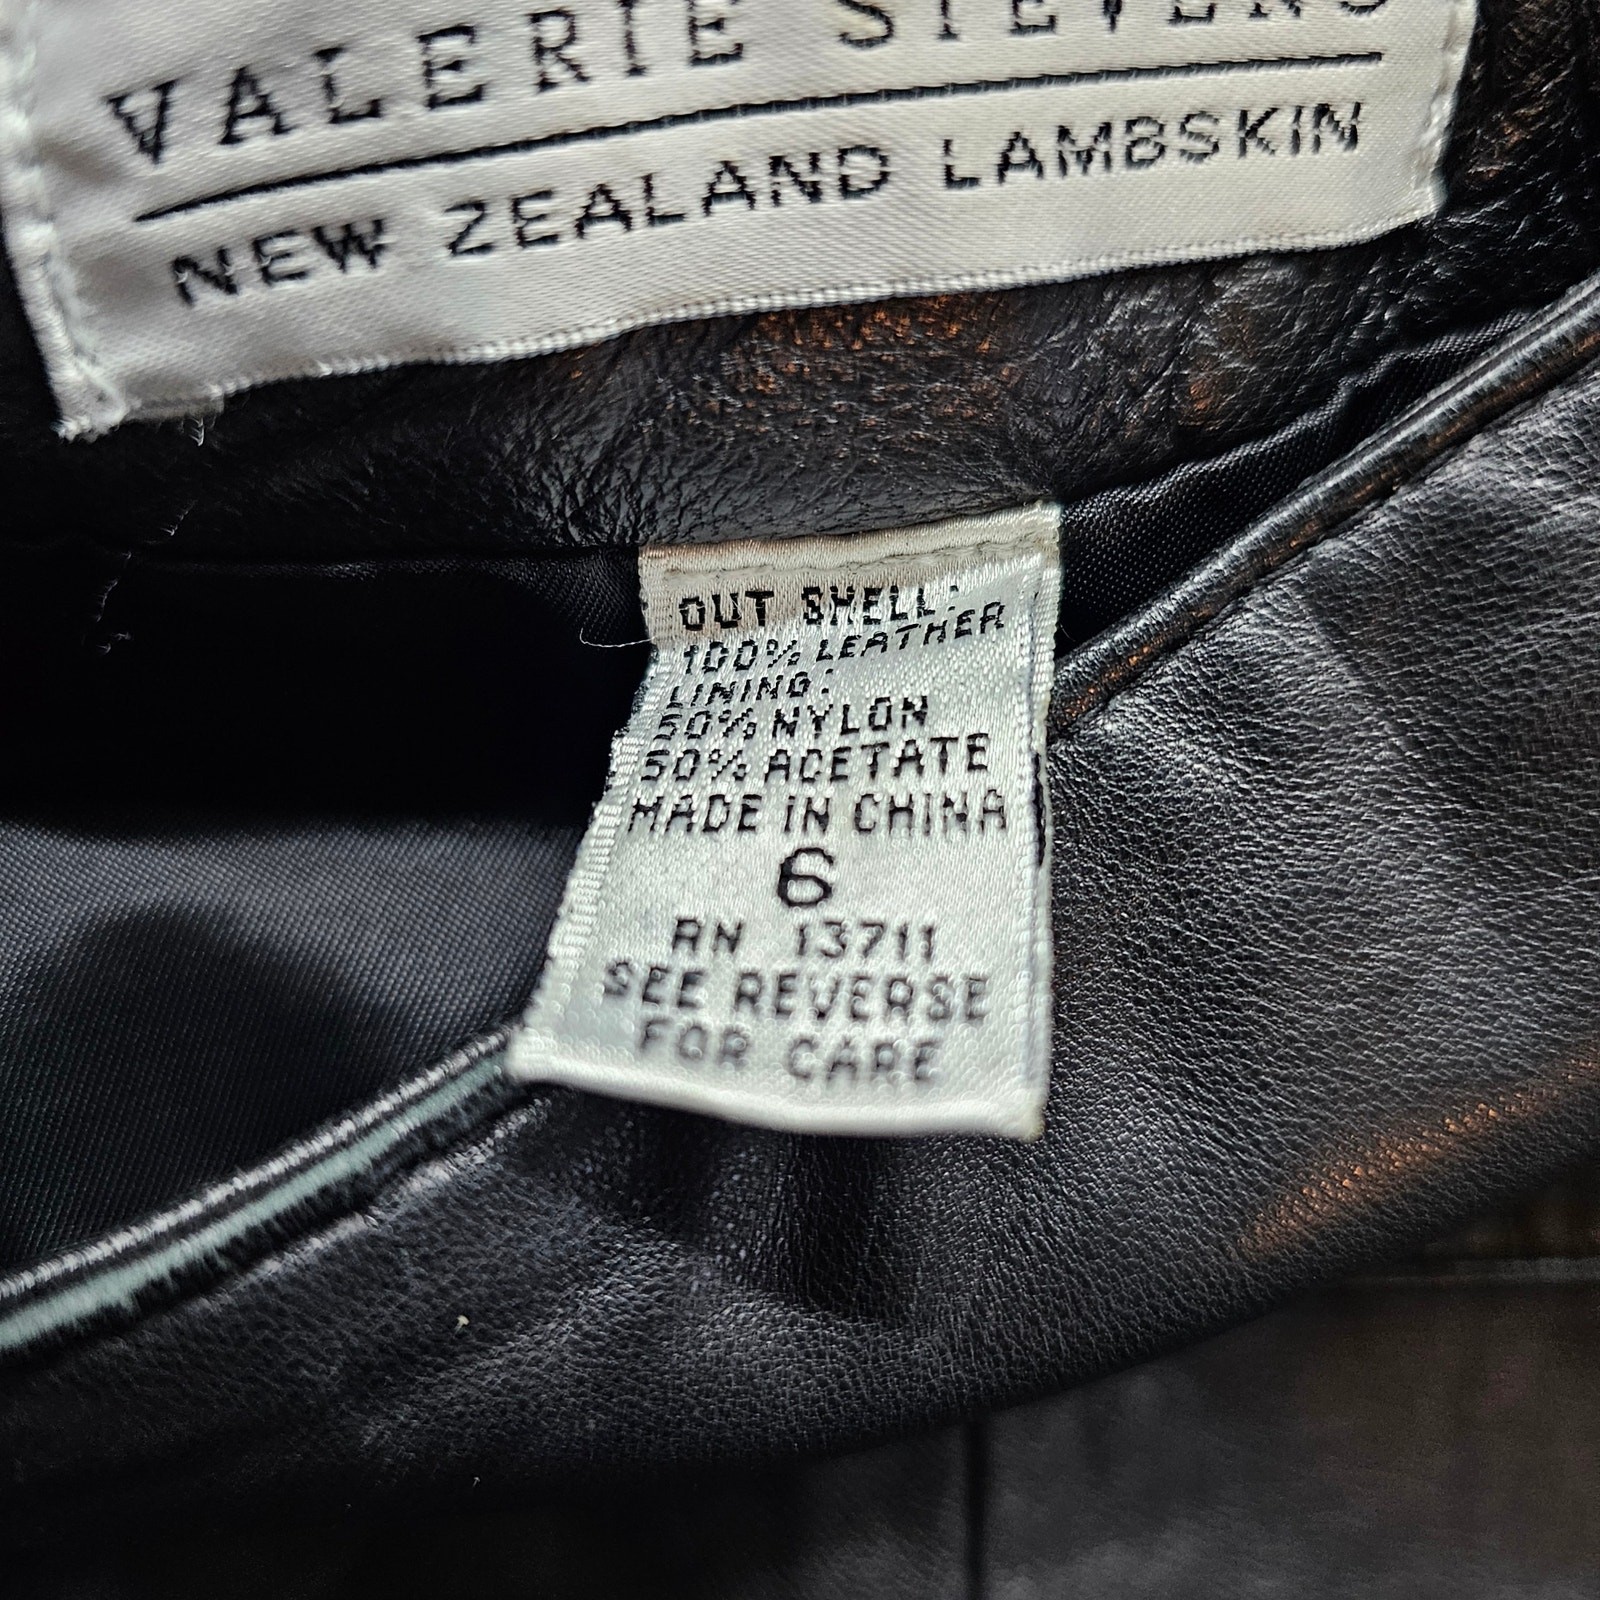 VALERIE STEVENS
NEW ZEALAND LAMBSKIN
OUT SHELL:
100% LEATHER
LINING:
50% NYLON
50% ACETATE
MADE IN CHINA
6
RN 13711
SEE REVERSE
FOR CARE